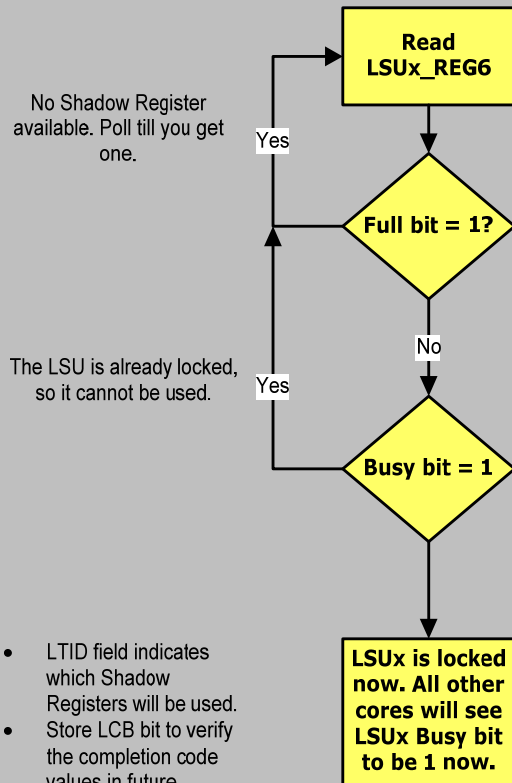 Read
LSUx_REG6
No Shadow Register
available. Poll till you get
one.
Yes
Full bit = 1?
No
The LSU is already locked,
so it cannot be used.
Yes
Busy bit = 1
• LTID field indicates
which Shadow
Registers will be used.
• Store LCB bit to verify
the completion code
values in future
LSUx is locked
now. All other
cores will see
LSUx Busy bit
to be 1 now.